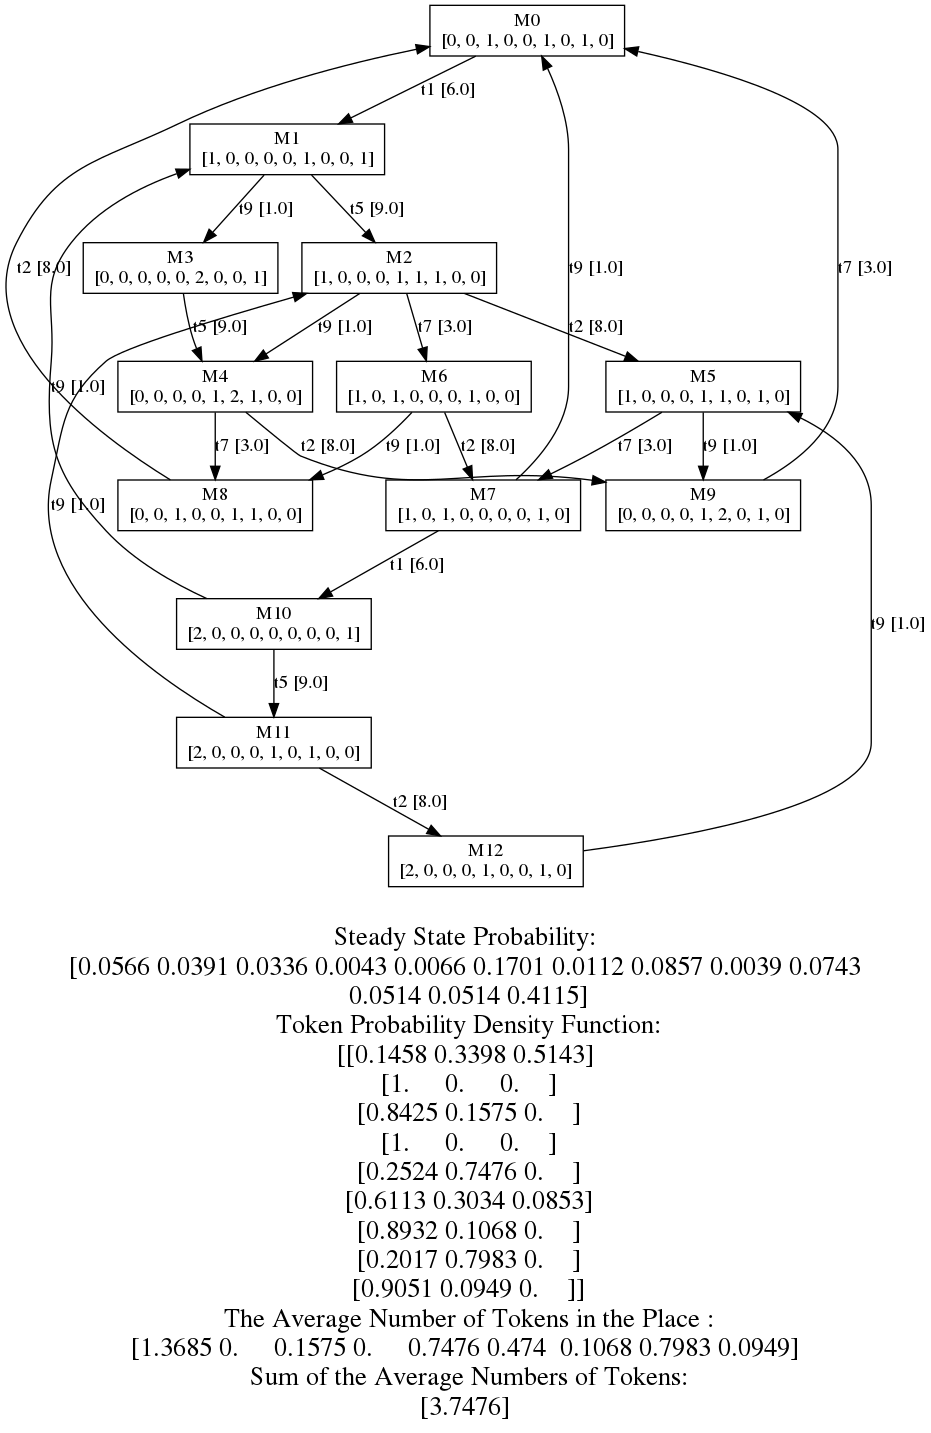 M0
[0, 0, 1, 0, 0, 1, 0, 1, 0]
t1 [6.0]
M1
[1, 0, 0, 0, 0, 1, 0, 0, 1]
t9 [1.0]
t5 [9.0]
M3
[0, 0, 0, 0, 0, 2, 0, 0, 1]
M2
[1, 0, 0, 0, 1, 1, 1, 0, 0]
t2 [8.0]
t9 [1.0]
t7 [3.0]
t5 [9.0]
t9 [1.0]
t7 [3.0]
t2 [8.0]
M4
[0, 0, 0, 0, 1, 2, 1, 0, 0]
M6
[1, 0, 1, 0, 0, 0, 1, 0, 0]
M5
[1, 0, 0, 0, 1, 1, 0, 1, 0]
t9 [1.0]
t7 [3.0]
t2 [8.0]
t9 [1.0]
t2 [8.0]
t7 [3.0]
t9 [1.0]
M8
[0, 0, 1, 0, 0, 1, 1, 0, 0]
M7
[1, 0, 1, 0, 0, 0, 0, 1, 0]
M9
[0, 0, 0, 0, 1, 2, 0, 1, 0]
t9 [1.0]
t1 [6.0]
M10
[2, 0, 0, 0, 0, 0, 0, 0, 1]
t9 [1.0]
t5 [9.0]
M11
[2, 0, 0, 0, 1, 0, 1, 0, 0]
t2 [8.0]
M12
[2, 0, 0, 0, 1, 0, 0, 1, 0]
Steady State Probability:
[0.0566 0.0391 0.0336 0.0043 0.0066 0.1701 0.0112 0.0857 0.0039 0.0743
0.0514 0.0514 0.4115]
Token Probability Density Function:
[[0.1458 0.3398 0.5143]
[1. 0. 0. ]
[0.8425 0.1575 0. ]
[1. 0. 0. ]
[0.2524 0.7476 0. ]
[0.6113 0.3034 0.0853]
[0.8932 0.1068 0. ]
[0.2017 0.7983 0. ]
[0.9051 0.0949 0. ]]
The Average Number of Tokens in the Place :
[1.3685 0. 0.1575 0. 0.7476 0.474 0.1068 0.7983 0.0949]
Sum of the Average Numbers of Tokens:
[3.7476]